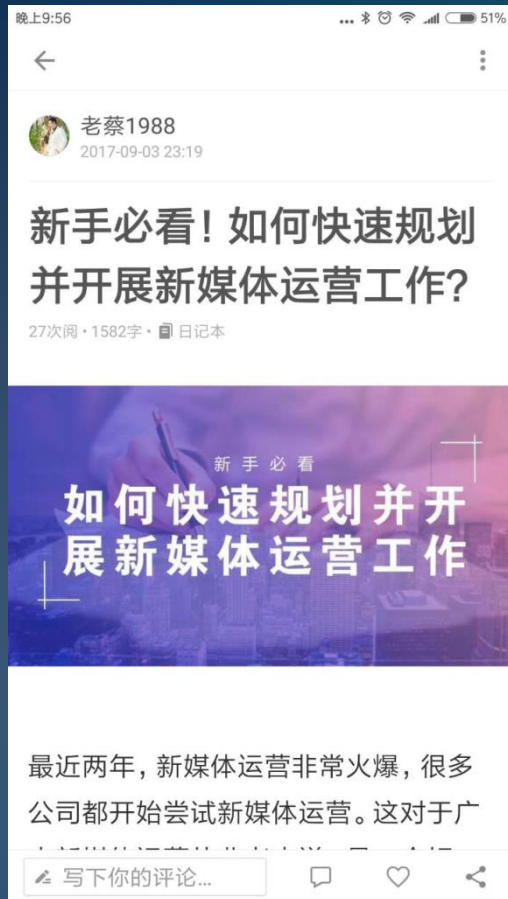 晚上9:56
51%
老蔡1988
2017-09-03 23:19
新手必看！如何快速规划
并开展新媒体运营工作？
27次阅 · 1582字 · 日记本
新手必看
如何快速规划并开
展新媒体运营工作
最近两年，新媒体运营非常火爆，很多
公司都开始尝试新媒体运营。这对于广
写下你的评论...